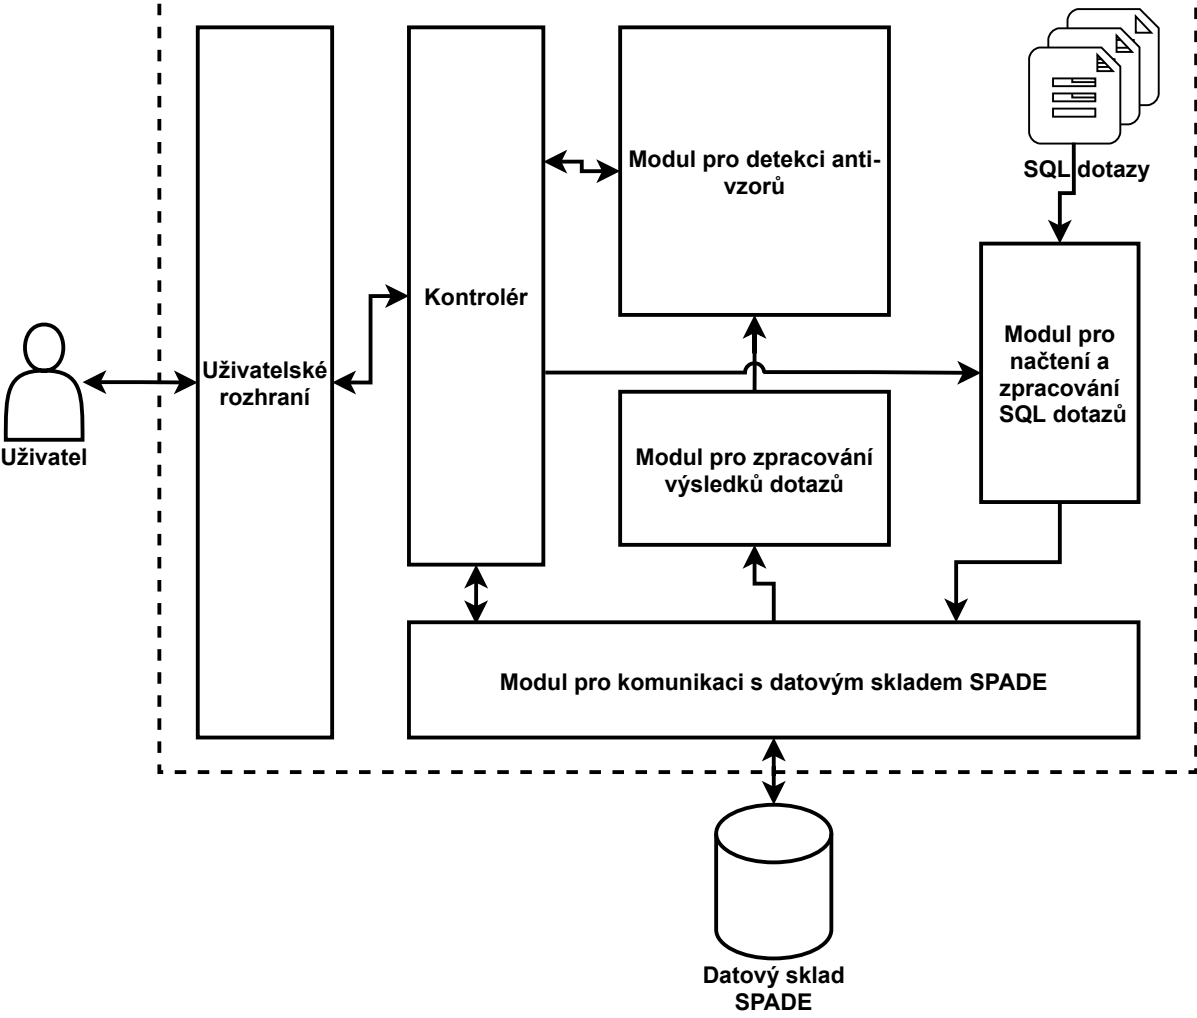 SQL dotazy
Modul pro detekci anti-
vzorů
Kontrolér
Modul pro
načtení a
zpracování
SQL dotazů
Uživatelské
rozhraní
Uživatel
Modul pro zpracování
výsledků dotazů
Modul pro komunikaci s datovým skladem SPADE
Datový sklad
SPADE